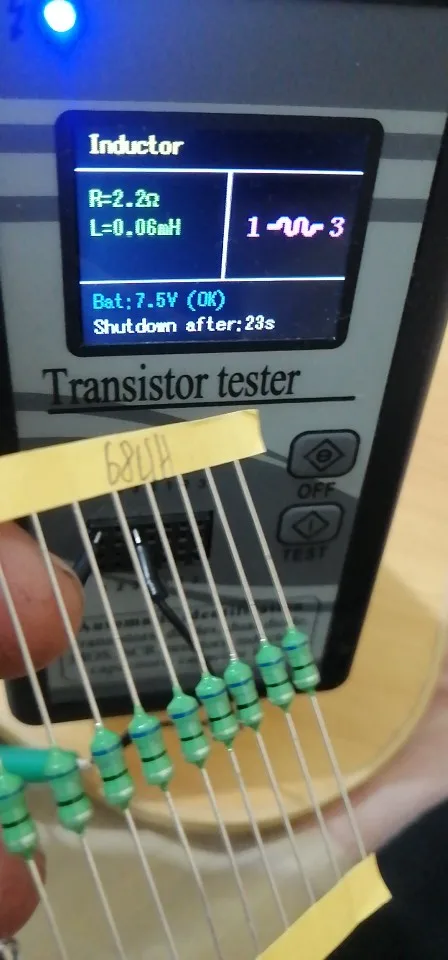 Inductor
R=2.2Ω
L=0.06mH
1 3
Bat:7.5V (OK)
Shutdown after:23s
Transistor tester
68UH
OFF
TEST